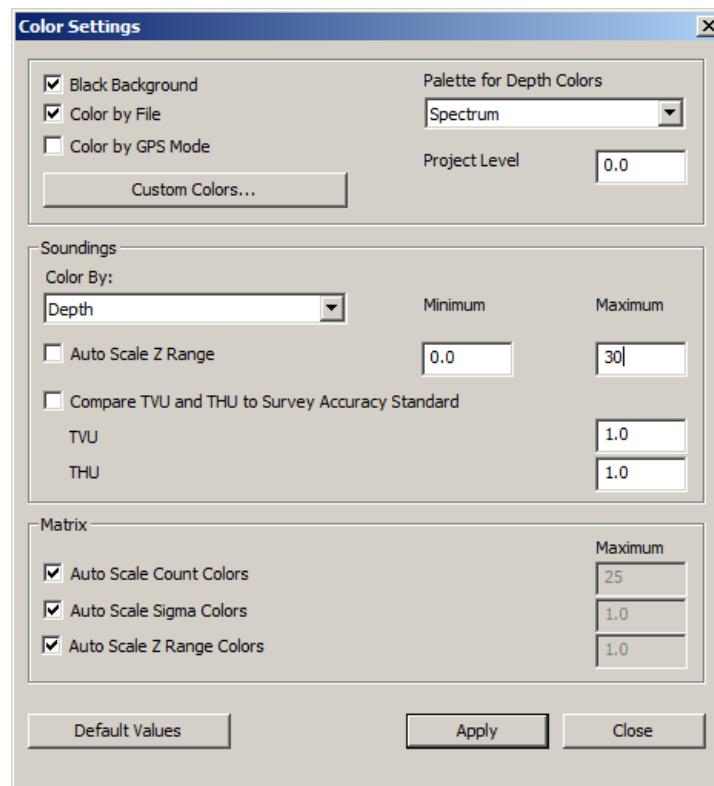 Color Settings
Black Background
Palette for Depth Colors
Color by File
Spectrum
Color by GPS Mode
Project Level
0.0
Custom Colors...
Soundings
Color By:
Depth
Minimum
Maximum
Auto Scale Z Range
0.0
30
Compare TVU and THU to Survey Accuracy Standard
TVU
1.0
THU
1.0
Matrix
Maximum
Auto Scale Count Colors
25
Auto Scale Sigma Colors
1.0
Auto Scale Z Range Colors
1.0
Default Values
Apply
Close